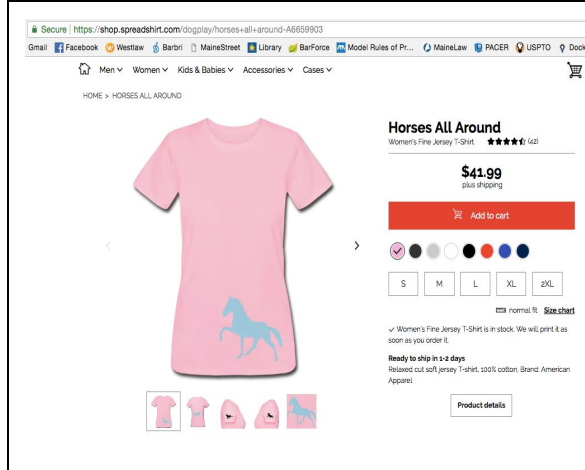 Secure | https://shop.spreadshirt.com/dogplay/horses+all+around-A6659903
Gmail Facebook Westlaw Barbri MaineStreet Library BarForce Model Rules of Pr... MaineLaw PACER USPTO Dock
Men Women Kids & Babies Accessories Cases
HOME > HORSES ALL AROUND
Horses All Around
Women's Fine Jersey T-Shirt (42)
$41.99
plus shipping
Add to cart
S M L XL 2XL
normal fit Size chart
✓ Women's Fine Jersey T-Shirt is in stock. We will print it as
soon as you order it.
Ready to ship in 1-2 days
Relaxed cut soft jersey T-shirt, 100% cotton, Brand: American
Apparel
Product details